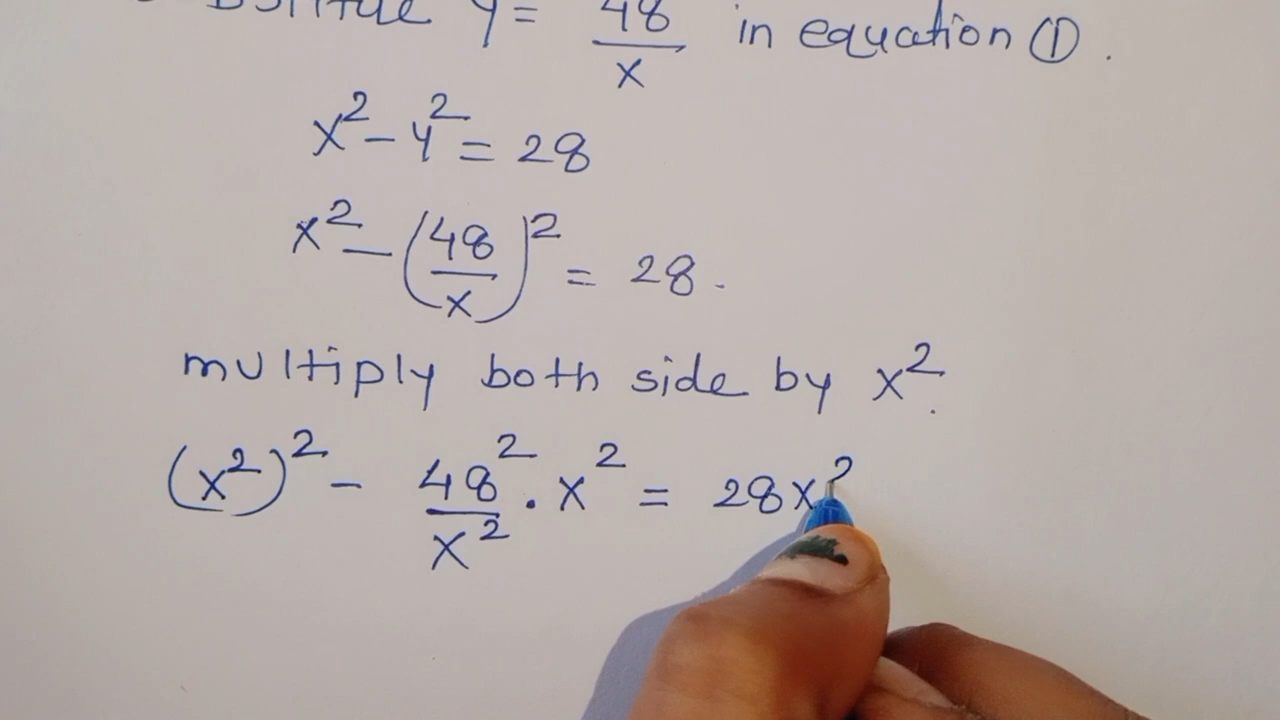 y = 48/x in equation ①.
x² - y² = 28
x² - (48/x)² = 28.
multiply both side by x².
(x²)² - 48²/x² . x² = 28x²